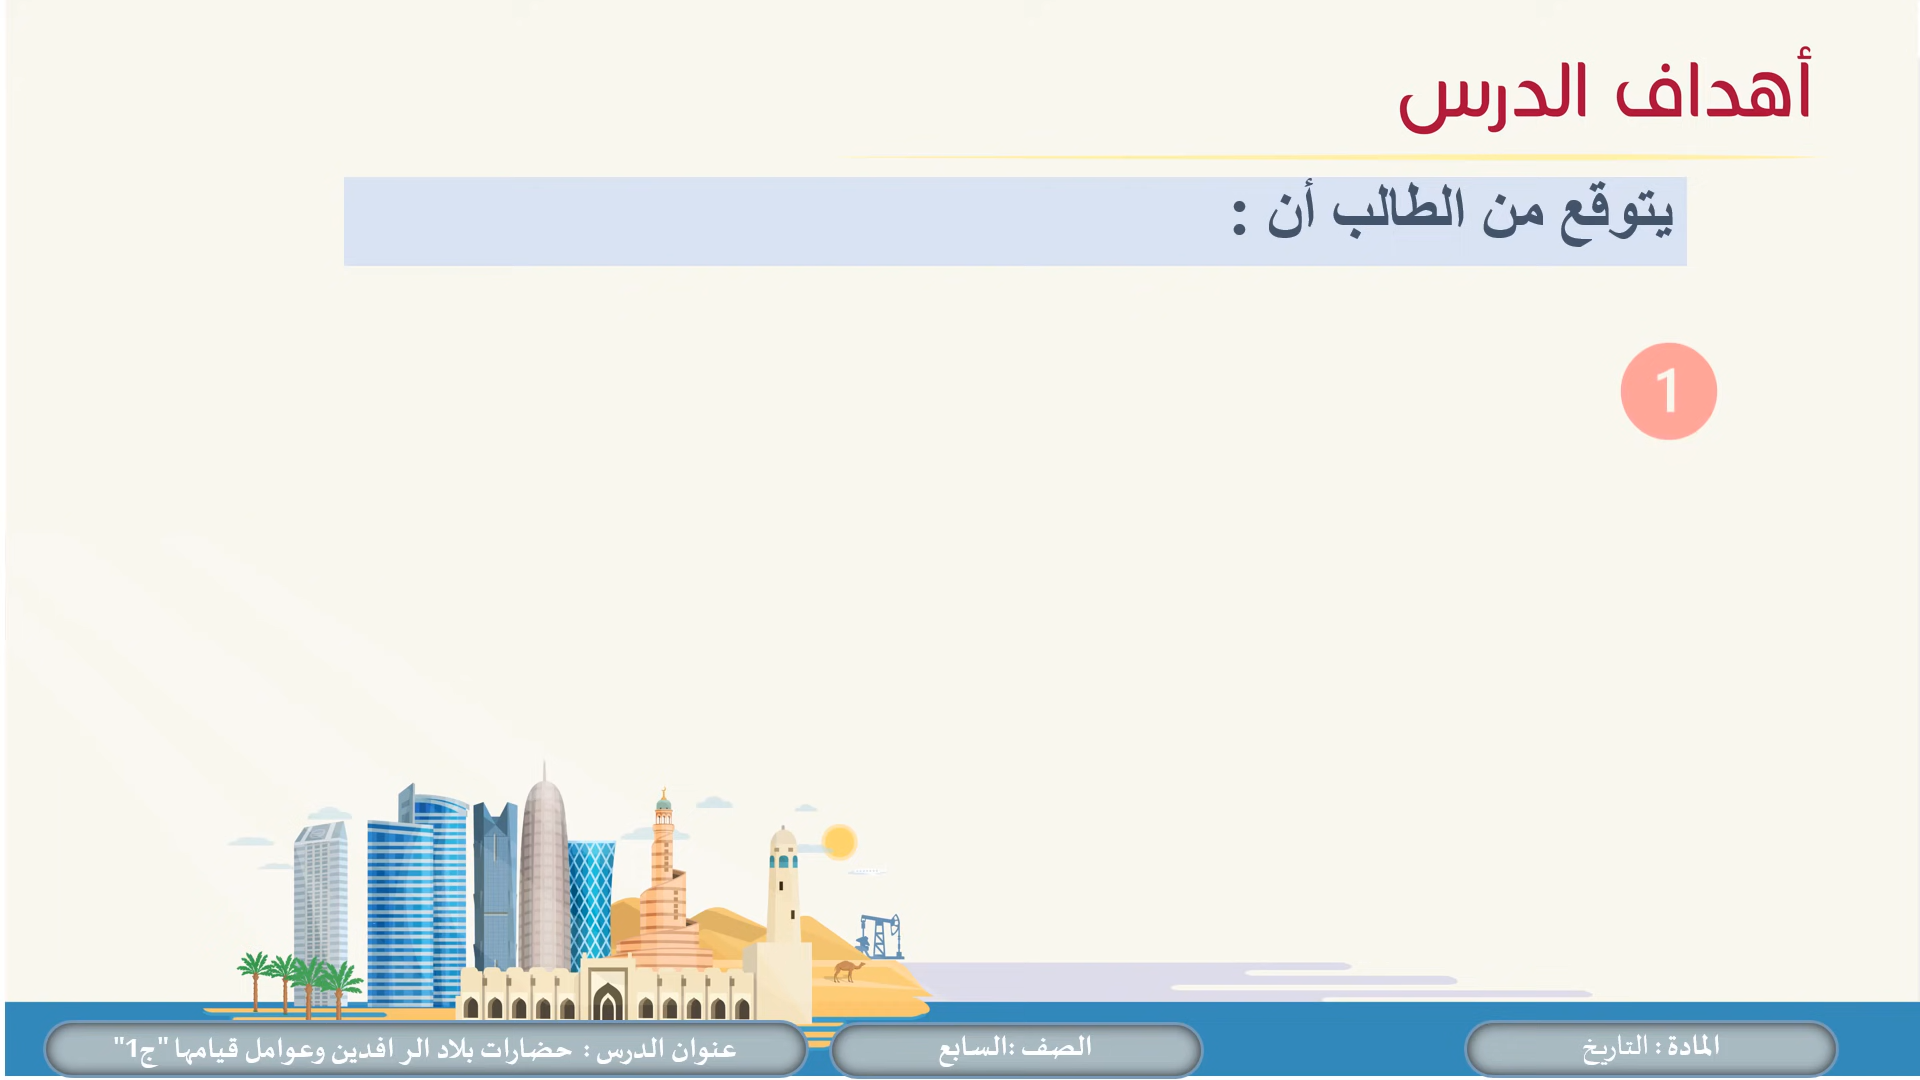 أهداف الدرس
يتوقع من الطالب أن :
1
المادة : التاريخ
الصف :السابع
عنوان الدرس : حضارات بلاد الر افدين وعوامل قيامها "ج1"